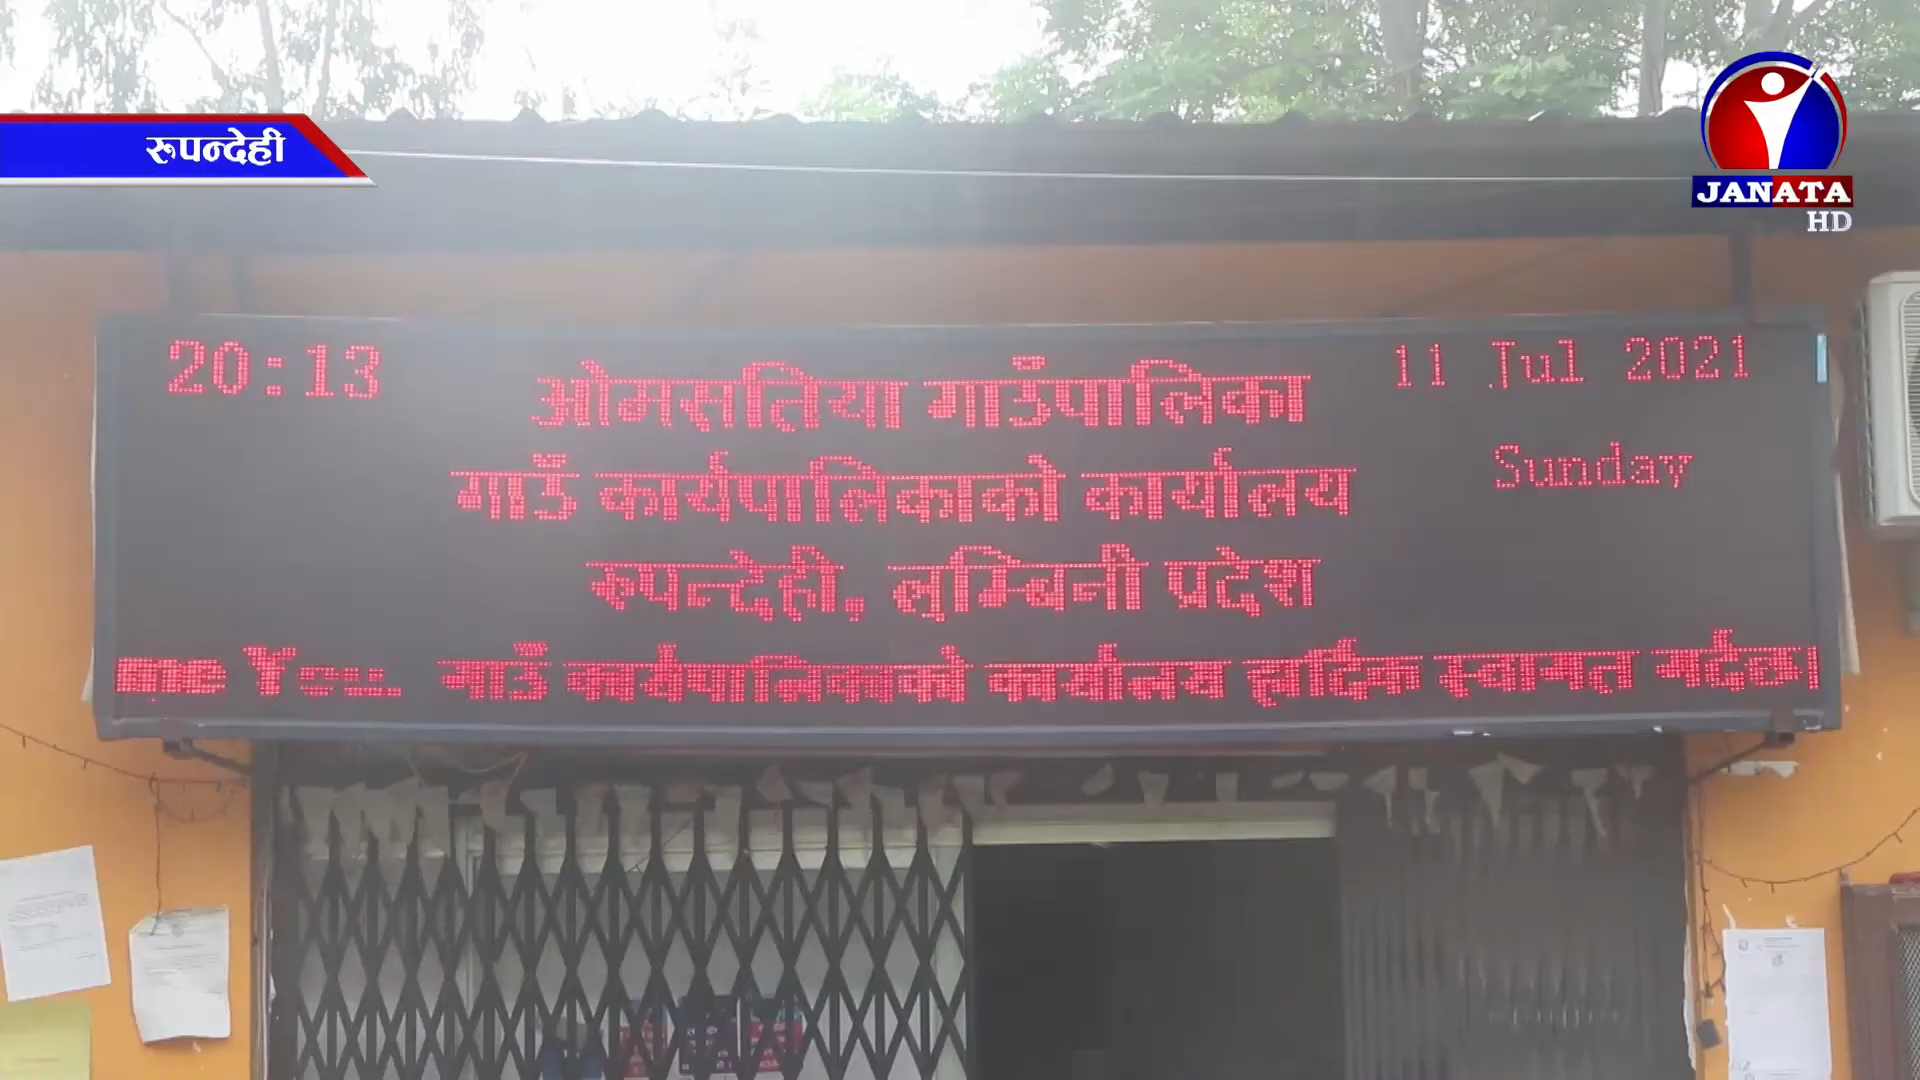 रुपन्देही
JANATA
HD
20:13
11 Jul 2021
ओमसतिया गाउँपालिका
Sunday
गाउँ कार्यपालिकाको कार्यालय
रुपन्देही, लुम्बिनी प्रदेश
You.. गाउँ कार्यपालिकाको कार्यालय हार्दिक स्वागत गर्दछ।